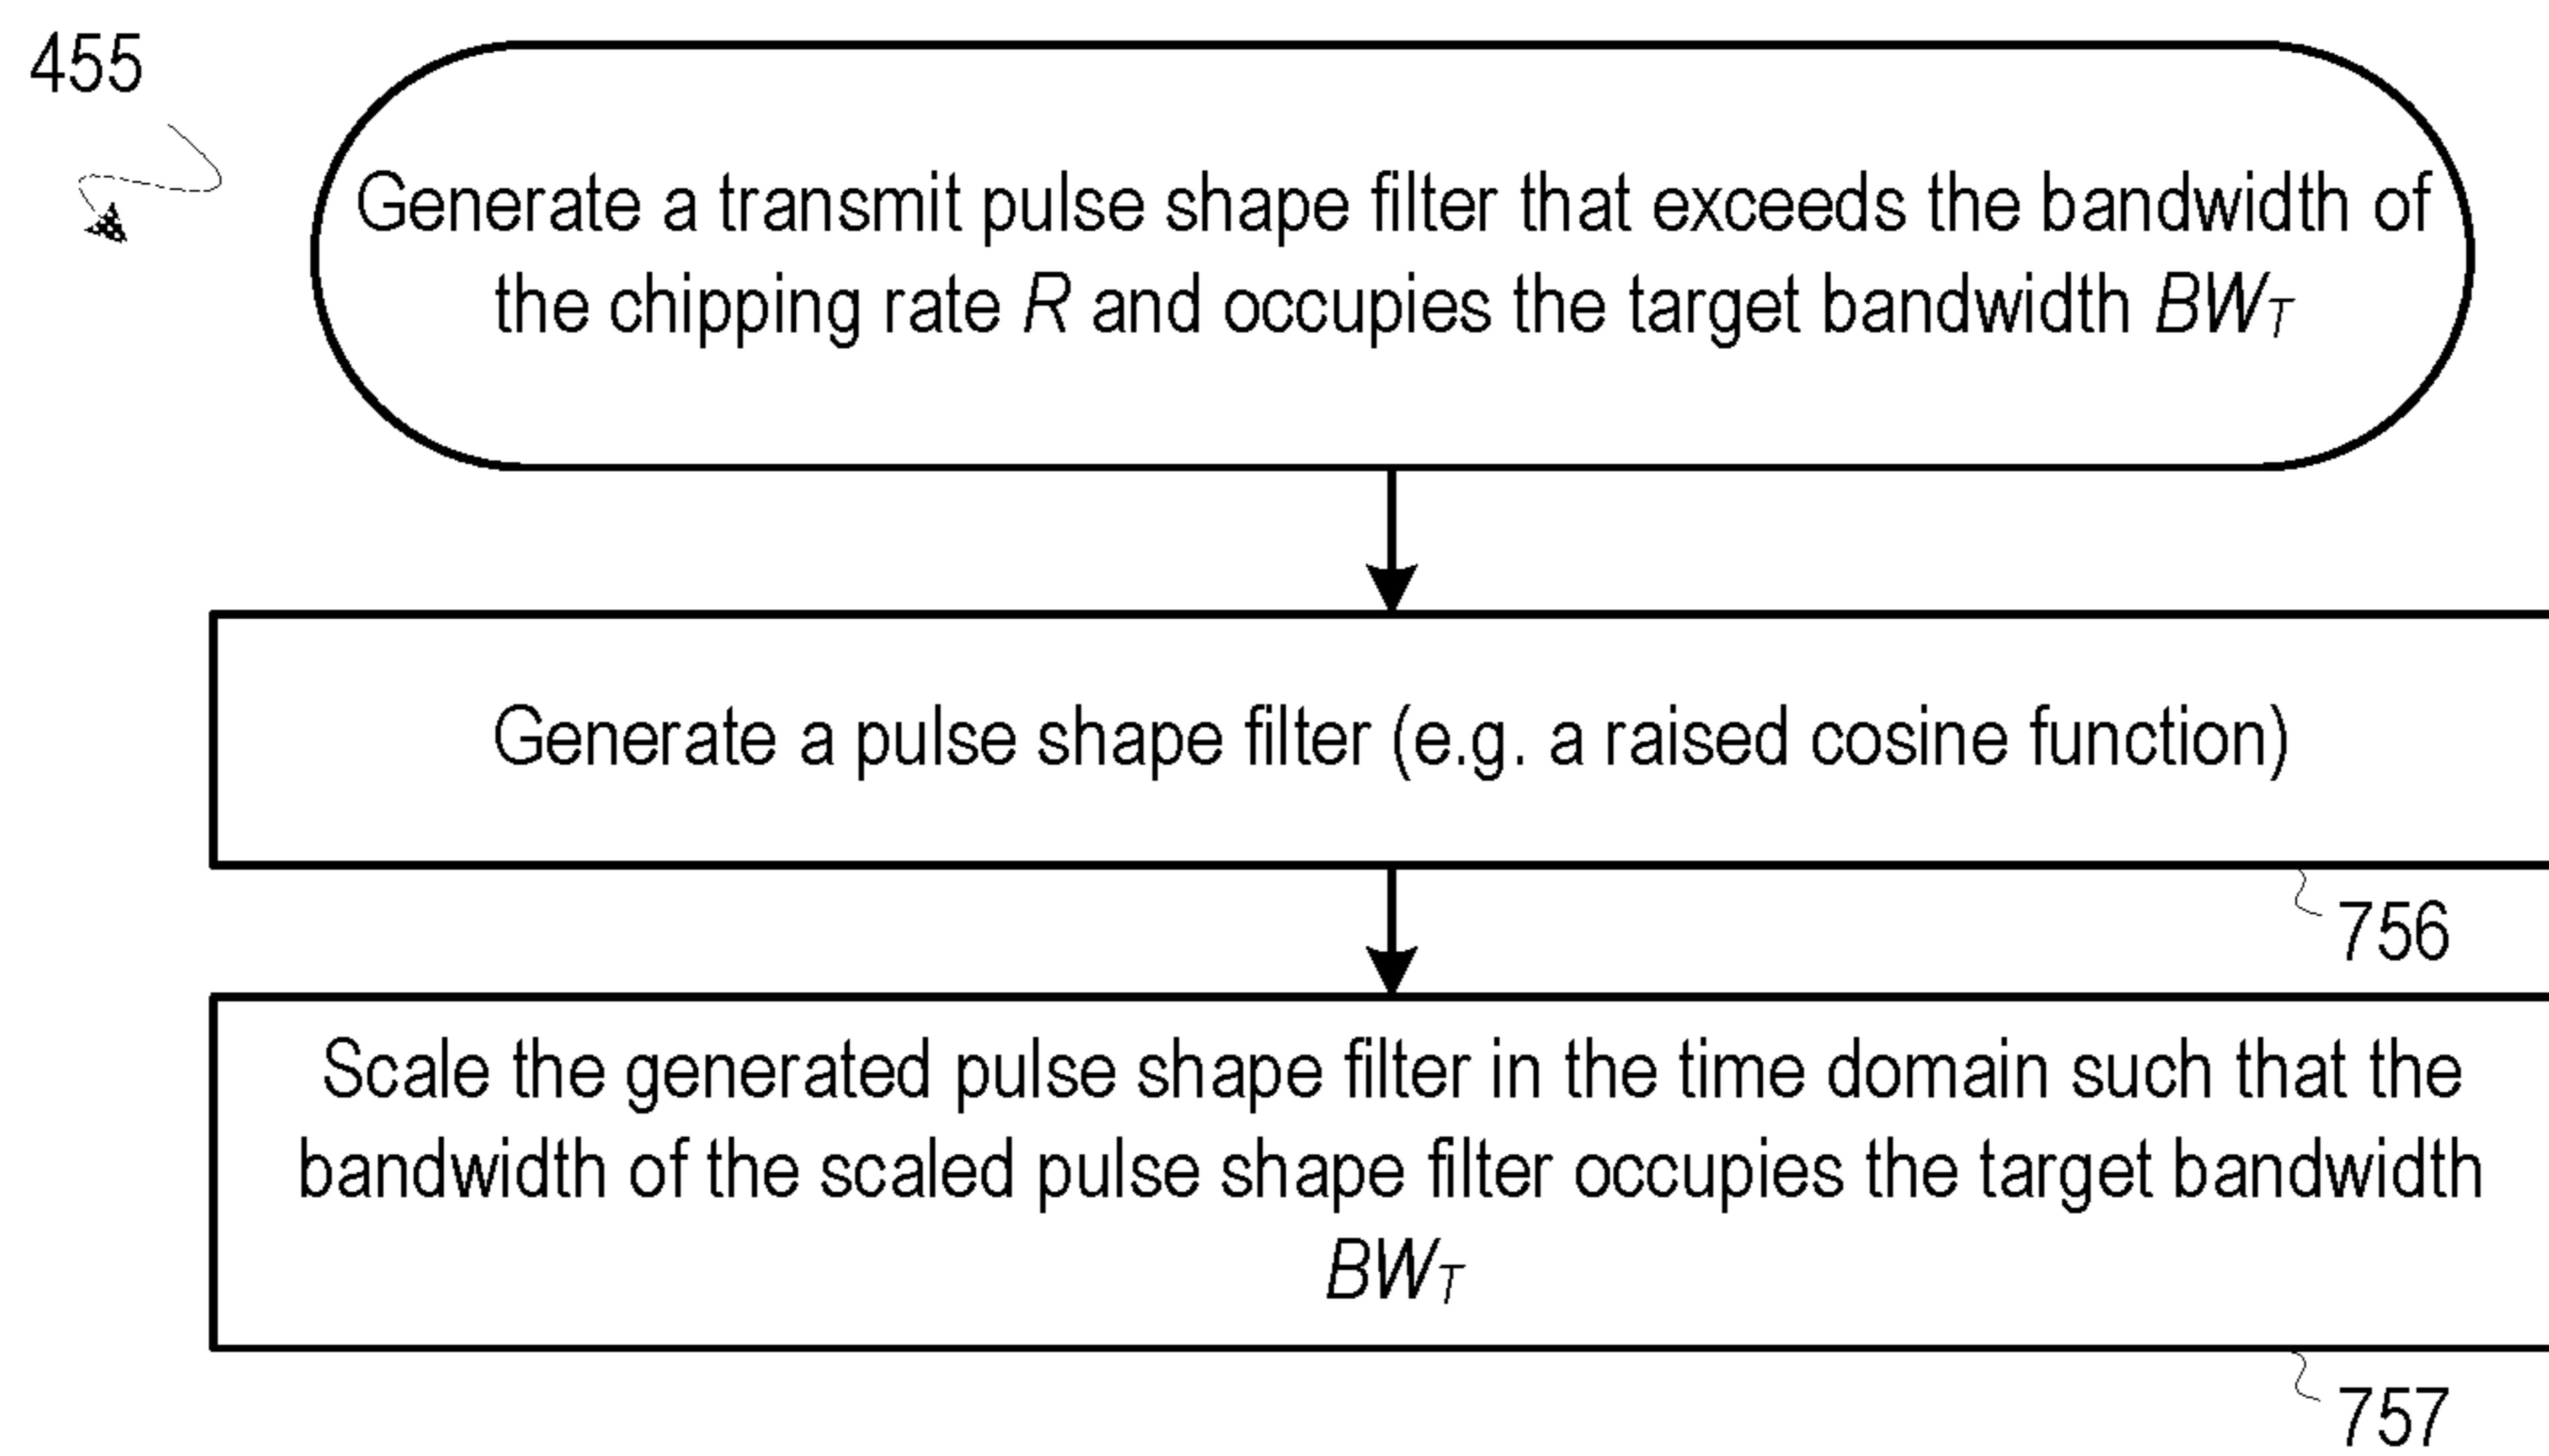 455
Generate a transmit pulse shape filter that exceeds the bandwidth of
the chipping rate R and occupies the target bandwidth BWT
Generate a pulse shape filter (e.g. a raised cosine function)
756
Scale the generated pulse shape filter in the time domain such that the
bandwidth of the scaled pulse shape filter occupies the target bandwidth
BWT
757